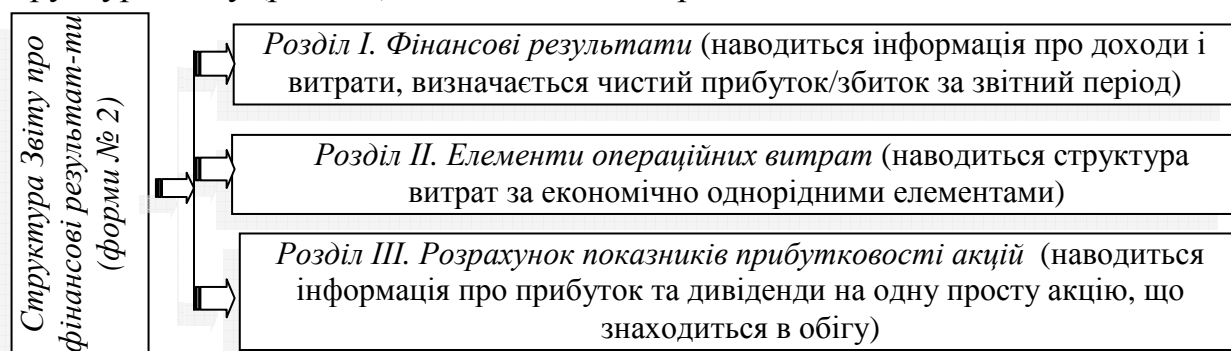 Структура Звіту про
фінансові результат-ти
(форми № 2)
Розділ І. Фінансові результати (наводиться інформація про доходи і
витрати, визначається чистий прибуток/збиток за звітний період)
Розділ ІІ. Елементи операційних витрат (наводиться структура
витрат за економічно однорідними елементами)
Розділ ІІІ. Розрахунок показників прибутковості акцій (наводиться
інформація про прибуток та дивіденди на одну просту акцію, що
знаходиться в обігу)